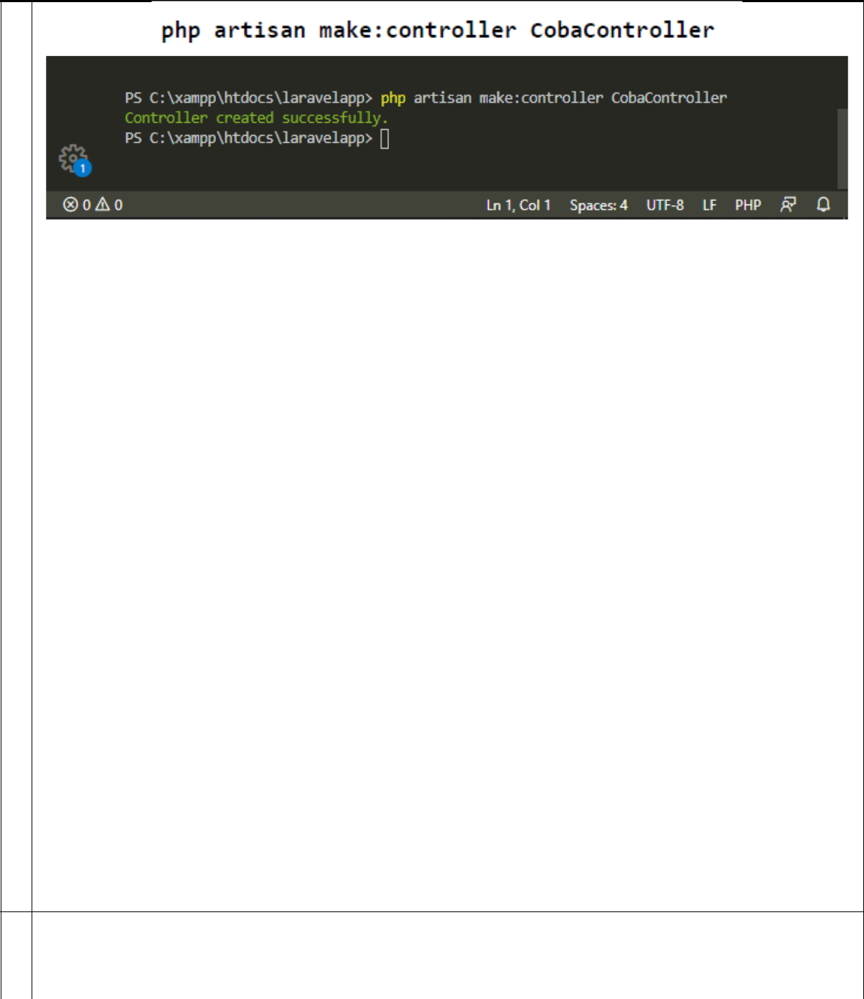 php artisan make:controller CobaController
PS C:\xampp\htdocs\laravelapp> php artisan make:controller CobaController
Controller created successfully.
PS C:\xampp\htdocs\laravelapp>
1
0 0 Ln 1, Col 1 Spaces: 4 UTF-8 LF PHP